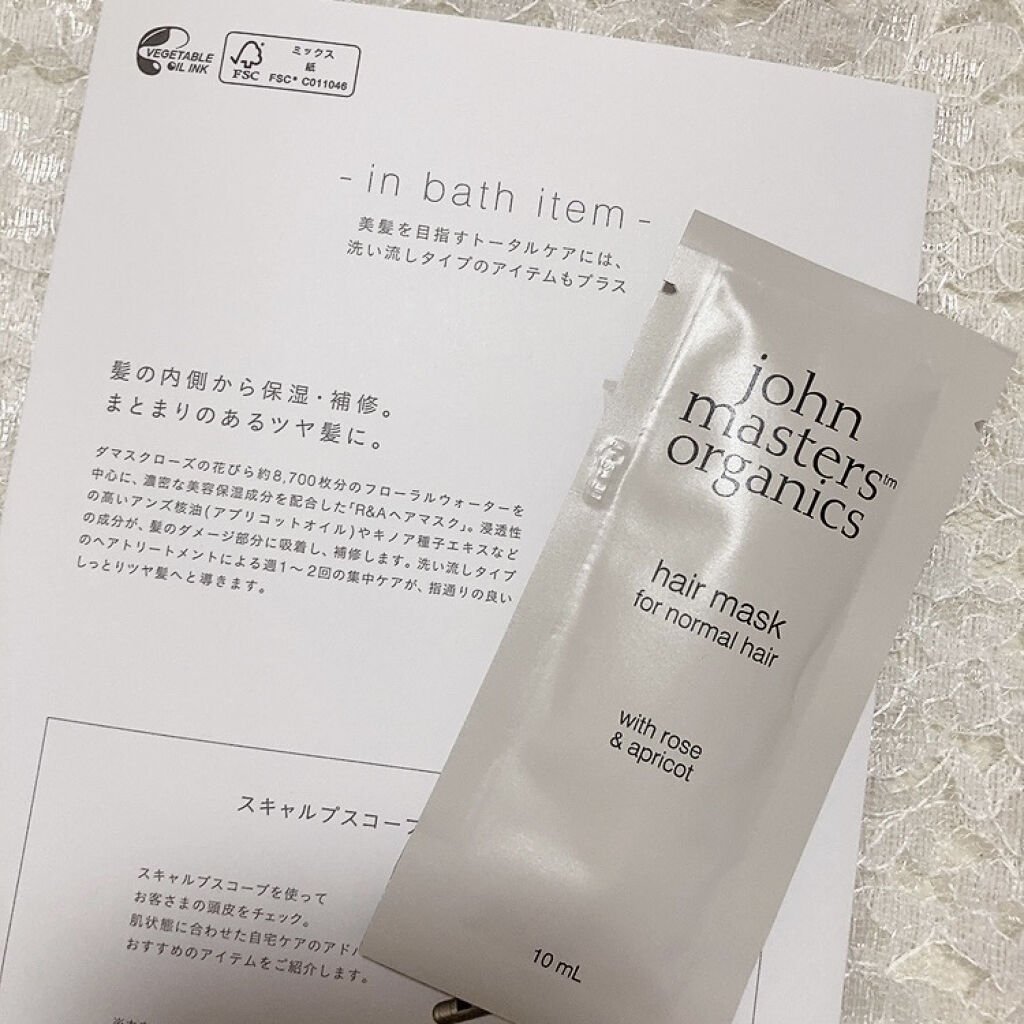 VEGETABLE
OIL INK
FSC
ミックス
紙
FSC® C011046
- in bath item -
美髪を目指すトータルケアには、
洗い流しタイプのアイテムもプラス
髪の内側から保湿・補修。
まとまりのあるツヤ髪に。
ダマスクローズの花びら約8,700枚分のフローラルウォーターを
中心に、濃密な美容保湿成分を配合した「R&Aヘアマスク」。浸透性
の高いアンズ核油(アプリコットオイル)やキノア種子エキスなど
の成分が、髪のダメージ部分に吸着し、補修します。洗い流しタイプ
のヘアトリートメントによる週1〜2回の集中ケアが、指通りの良い
しっとりツヤ髪へと導きます。
スキャルプスコープ
スキャルプスコープを使って
お客さまの頭皮をチェック。
肌状態に合わせた自宅ケアのアド
おすすめのアイテムをご紹介します。
john
masters™
organics
hair mask
for normal hair
with rose
& apricot
10 mL